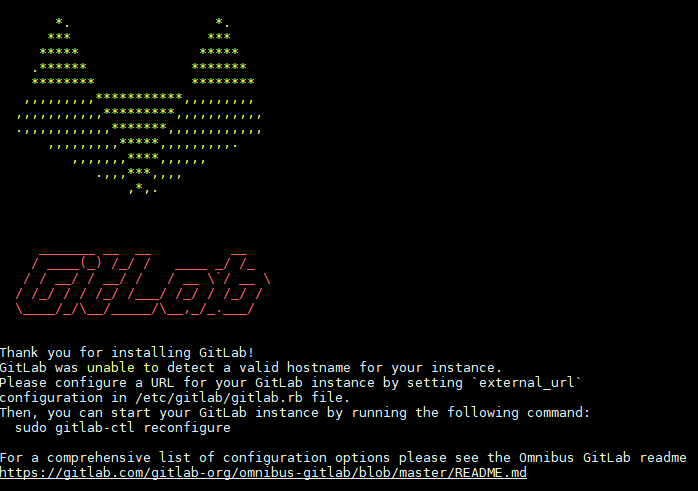 GitLab
Thank you for installing GitLab!
GitLab was unable to detect a valid hostname for your instance.
Please configure a URL for your GitLab instance by setting `external_url`
configuration in /etc/gitlab/gitlab.rb file.
Then, you can start your GitLab instance by running the following command:
sudo gitlab-ctl reconfigure
For a comprehensive list of configuration options please see the Omnibus GitLab readme
https://gitlab.com/gitlab-org/omnibus-gitlab/blob/master/README.md